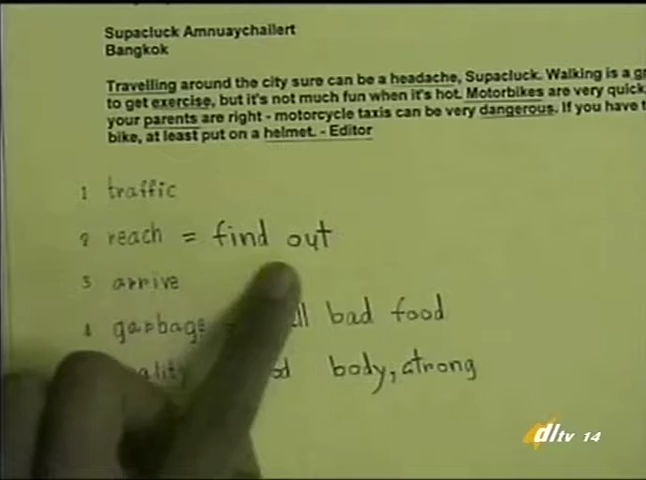 Supacluck Amnuaychailert
Bangkok
Travelling around the city sure can be a headache, Supacluck. Walking is a
to get exercise, but it's not much fun when it's hot. Motorbikes are very quick,
your parents are right - motorcycle taxis can be very dangerous. If you have t
bike, at least put on a helmet. - Editor
1 traffic
2 reach = find out
3 arrive
4 garbage bad food
body, strong
dltv 14